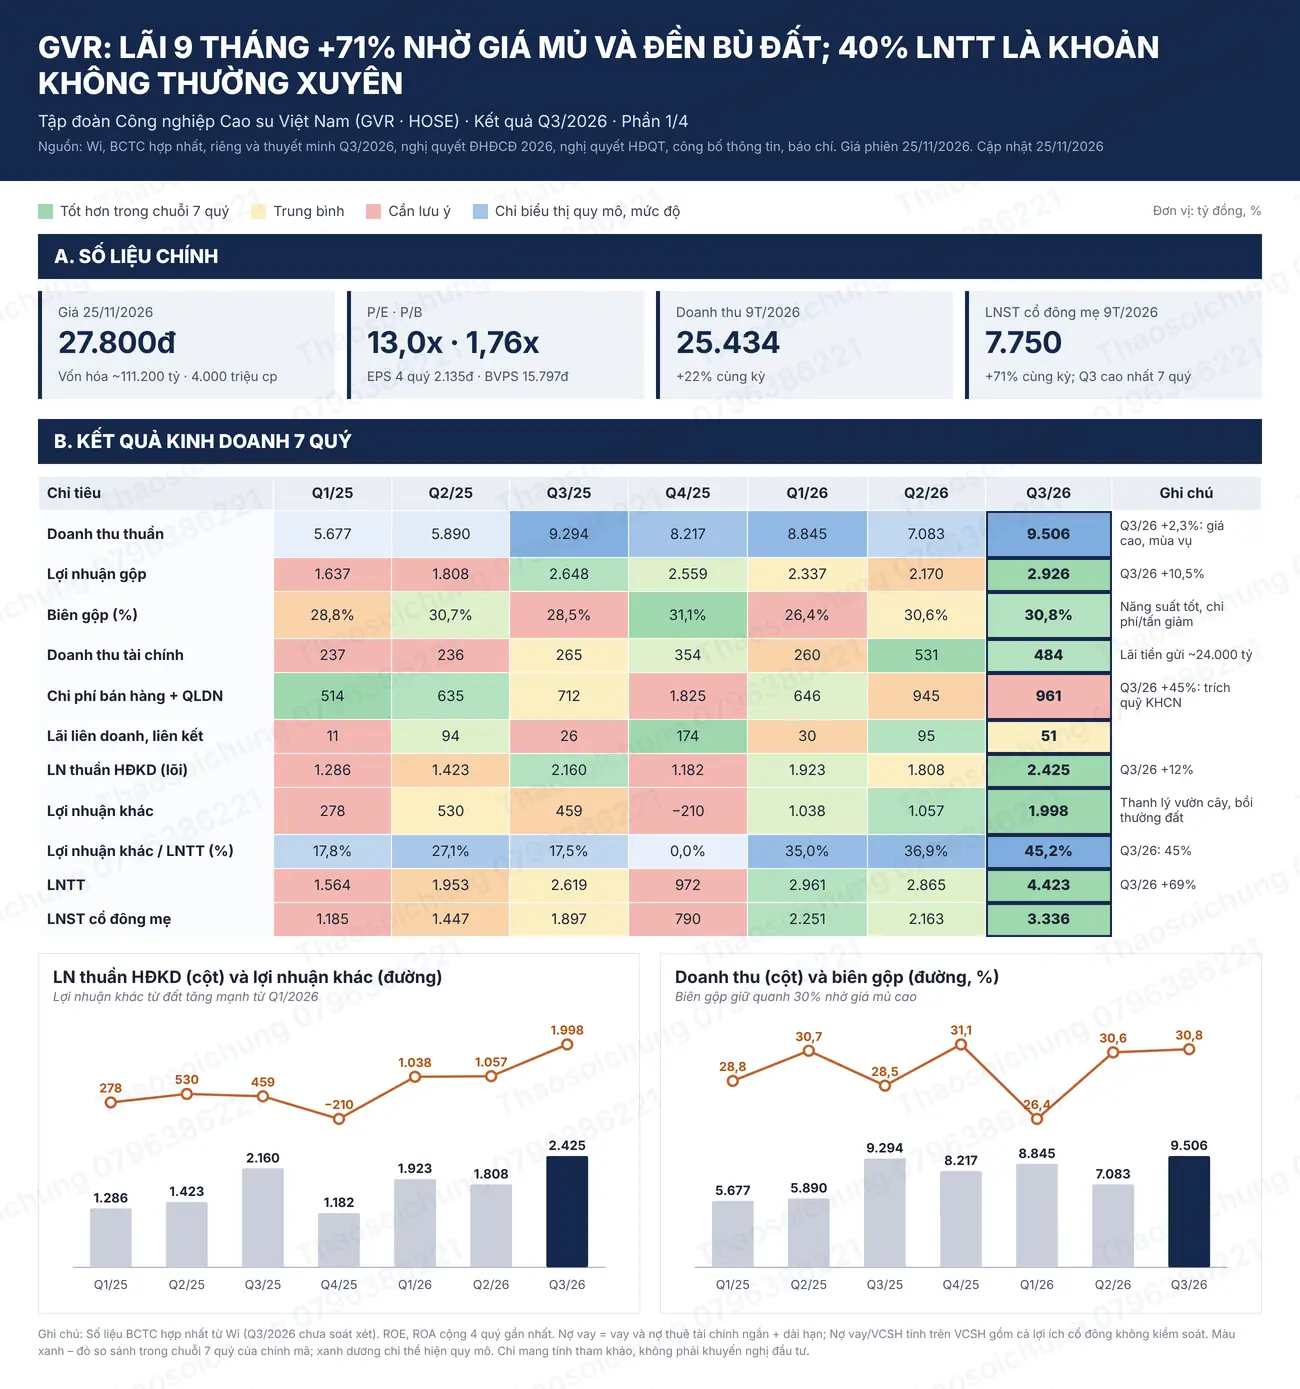 GVR: LÃI 9 THÁNG +71% NHỜ GIÁ MỦ VÀ ĐỀN BÙ ĐẤT; 40% LNTT LÀ KHOẢN
KHÔNG THƯỜNG XUYÊN
Tập đoàn Công nghiệp Cao su Việt Nam (GVR · HOSE) · Kết quả Q3/2026 · Phần 1/4
Nguồn: Wi, BCTC hợp nhất, riêng và thuyết minh Q3/2026, nghị quyết ĐHĐCĐ 2026, nghị quyết HĐQT, công bố thông tin, báo chí. Giá phiên 25/11/2026. Cập nhật 25/11/2026
Tốt hơn trong chuỗi 7 quý Trung bình Cần lưu ý Chỉ biểu thị quy mô, mức độ Đơn vị: tỷ đồng, %
A. SỐ LIỆU CHÍNH
Giá 25/11/2026
27.800đ
Vốn hóa ~111.200 tỷ · 4.000 triệu cp
P/E · P/B
13,0x · 1,76x
EPS 4 quý 2.135đ · BVPS 15.797đ
Doanh thu 9T/2026
25.434
+22% cùng kỳ
LNST cổ đông mẹ 9T/2026
7.750
+71% cùng kỳ; Q3 cao nhất 7 quý
B. KẾT QUẢ KINH DOANH 7 QUÝ
Chỉ tiêu Q1/25 Q2/25 Q3/25 Q4/25 Q1/26 Q2/26 Q3/26 Ghi chú
Doanh thu thuần 5.677 5.890 9.294 8.217 8.845 7.083 9.506 Q3/26 +2,3%: giá
cao, mùa vụ
Lợi nhuận gộp 1.637 1.808 2.648 2.559 2.337 2.170 2.926 Q3/26 +10,5%
Biên gộp (%) 28,8% 30,7% 28,5% 31,1% 26,4% 30,6% 30,8% Năng suất tốt, chi
phí/tấn giảm
Doanh thu tài chính 237 236 265 354 260 531 484 Lãi tiền gửi ~24.000 tỷ
Chi phí bán hàng + QLDN 514 635 712 1.825 646 945 961 Q3/26 +45%: trích
quỹ KHCN
Lãi liên doanh, liên kết 11 94 26 174 30 95 51
LN thuần HĐKD (lõi) 1.286 1.423 2.160 1.182 1.923 1.808 2.425 Q3/26 +12%
Lợi nhuận khác 278 530 459 −210 1.038 1.057 1.998 Thanh lý vườn cây, bồi
thường đất
Lợi nhuận khác / LNTT (%) 17,8% 27,1% 17,5% 0,0% 35,0% 36,9% 45,2% Q3/26: 45%
LNTT 1.564 1.953 2.619 972 2.961 2.865 4.423 Q3/26 +69%
LNST cổ đông mẹ 1.185 1.447 1.897 790 2.251 2.163 3.336
LN thuần HĐKD (cột) và lợi nhuận khác (đường)
Lợi nhuận khác từ đất tăng mạnh từ Q1/2026
278 530 459 −210 1.038 1.057 1.998
1.286 1.423 2.160 1.182 1.923 1.808 2.425
Q1/25 Q2/25 Q3/25 Q4/25 Q1/26 Q2/26 Q3/26
Doanh thu (cột) và biên gộp (đường, %)
Biên gộp giữ quanh 30% nhờ giá mủ cao
28,8 30,7 28,5 31,1 26,4 30,6 30,8
5.677 5.890 9.294 8.217 8.845 7.083 9.506
Q1/25 Q2/25 Q3/25 Q4/25 Q1/26 Q2/26 Q3/26
Ghi chú: Số liệu BCTC hợp nhất từ Wi (Q3/2026 chưa soát xét). ROE, ROA cộng 4 quý gần nhất. Nợ vay = vay và nợ thuê tài chính ngắn + dài hạn; Nợ vay/VCSH tính trên VCSH gồm cả lợi ích cổ đông không kiểm soát. Màu
xanh – đỏ so sánh trong chuỗi 7 quý của chính mã; xanh dương chỉ thể hiện quy mô. Chỉ mang tính tham khảo, không phải khuyến nghị đầu tư.
Thaosoichung 0796386221